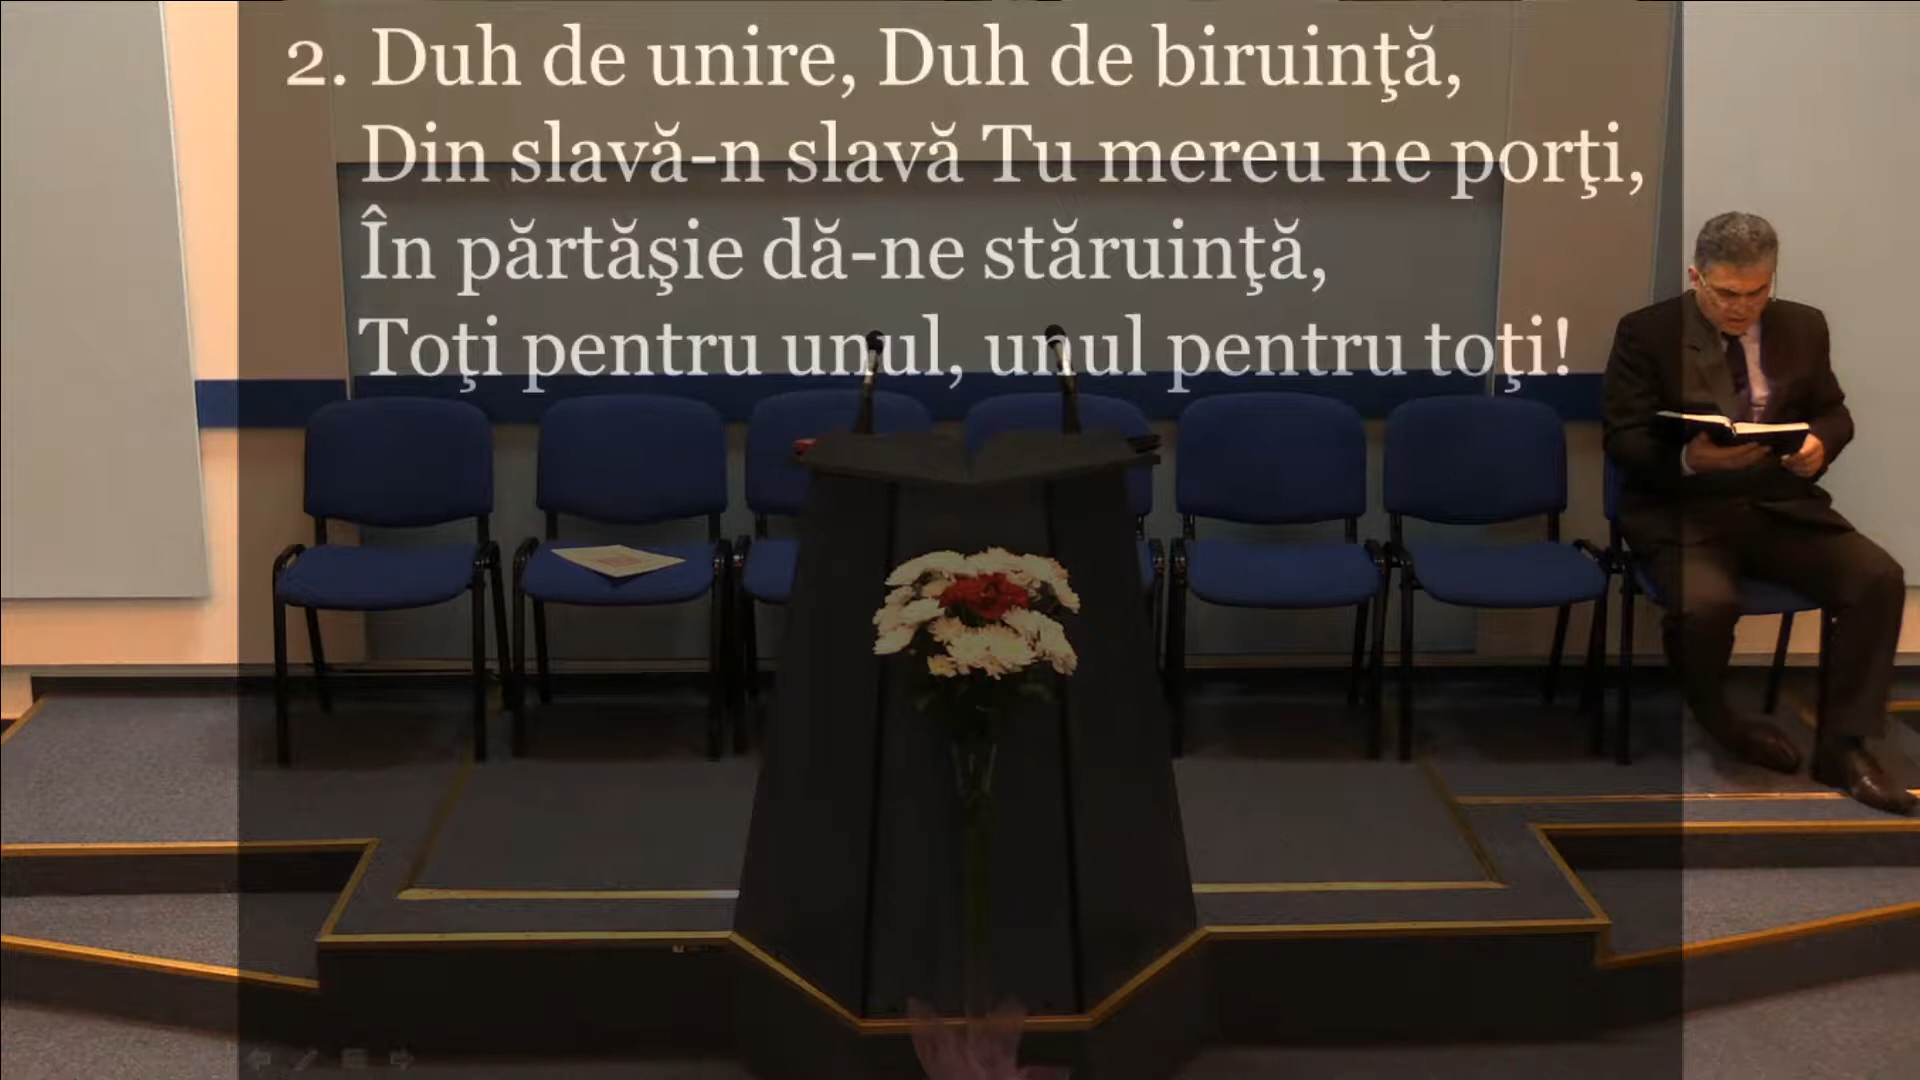 2. Duh de unire, Duh de biruinţă,
Din slavă-n slavă Tu mereu ne porţi,
În părtăşie dă-ne stăruinţă,
Toţi pentru unul, unul pentru toţi!